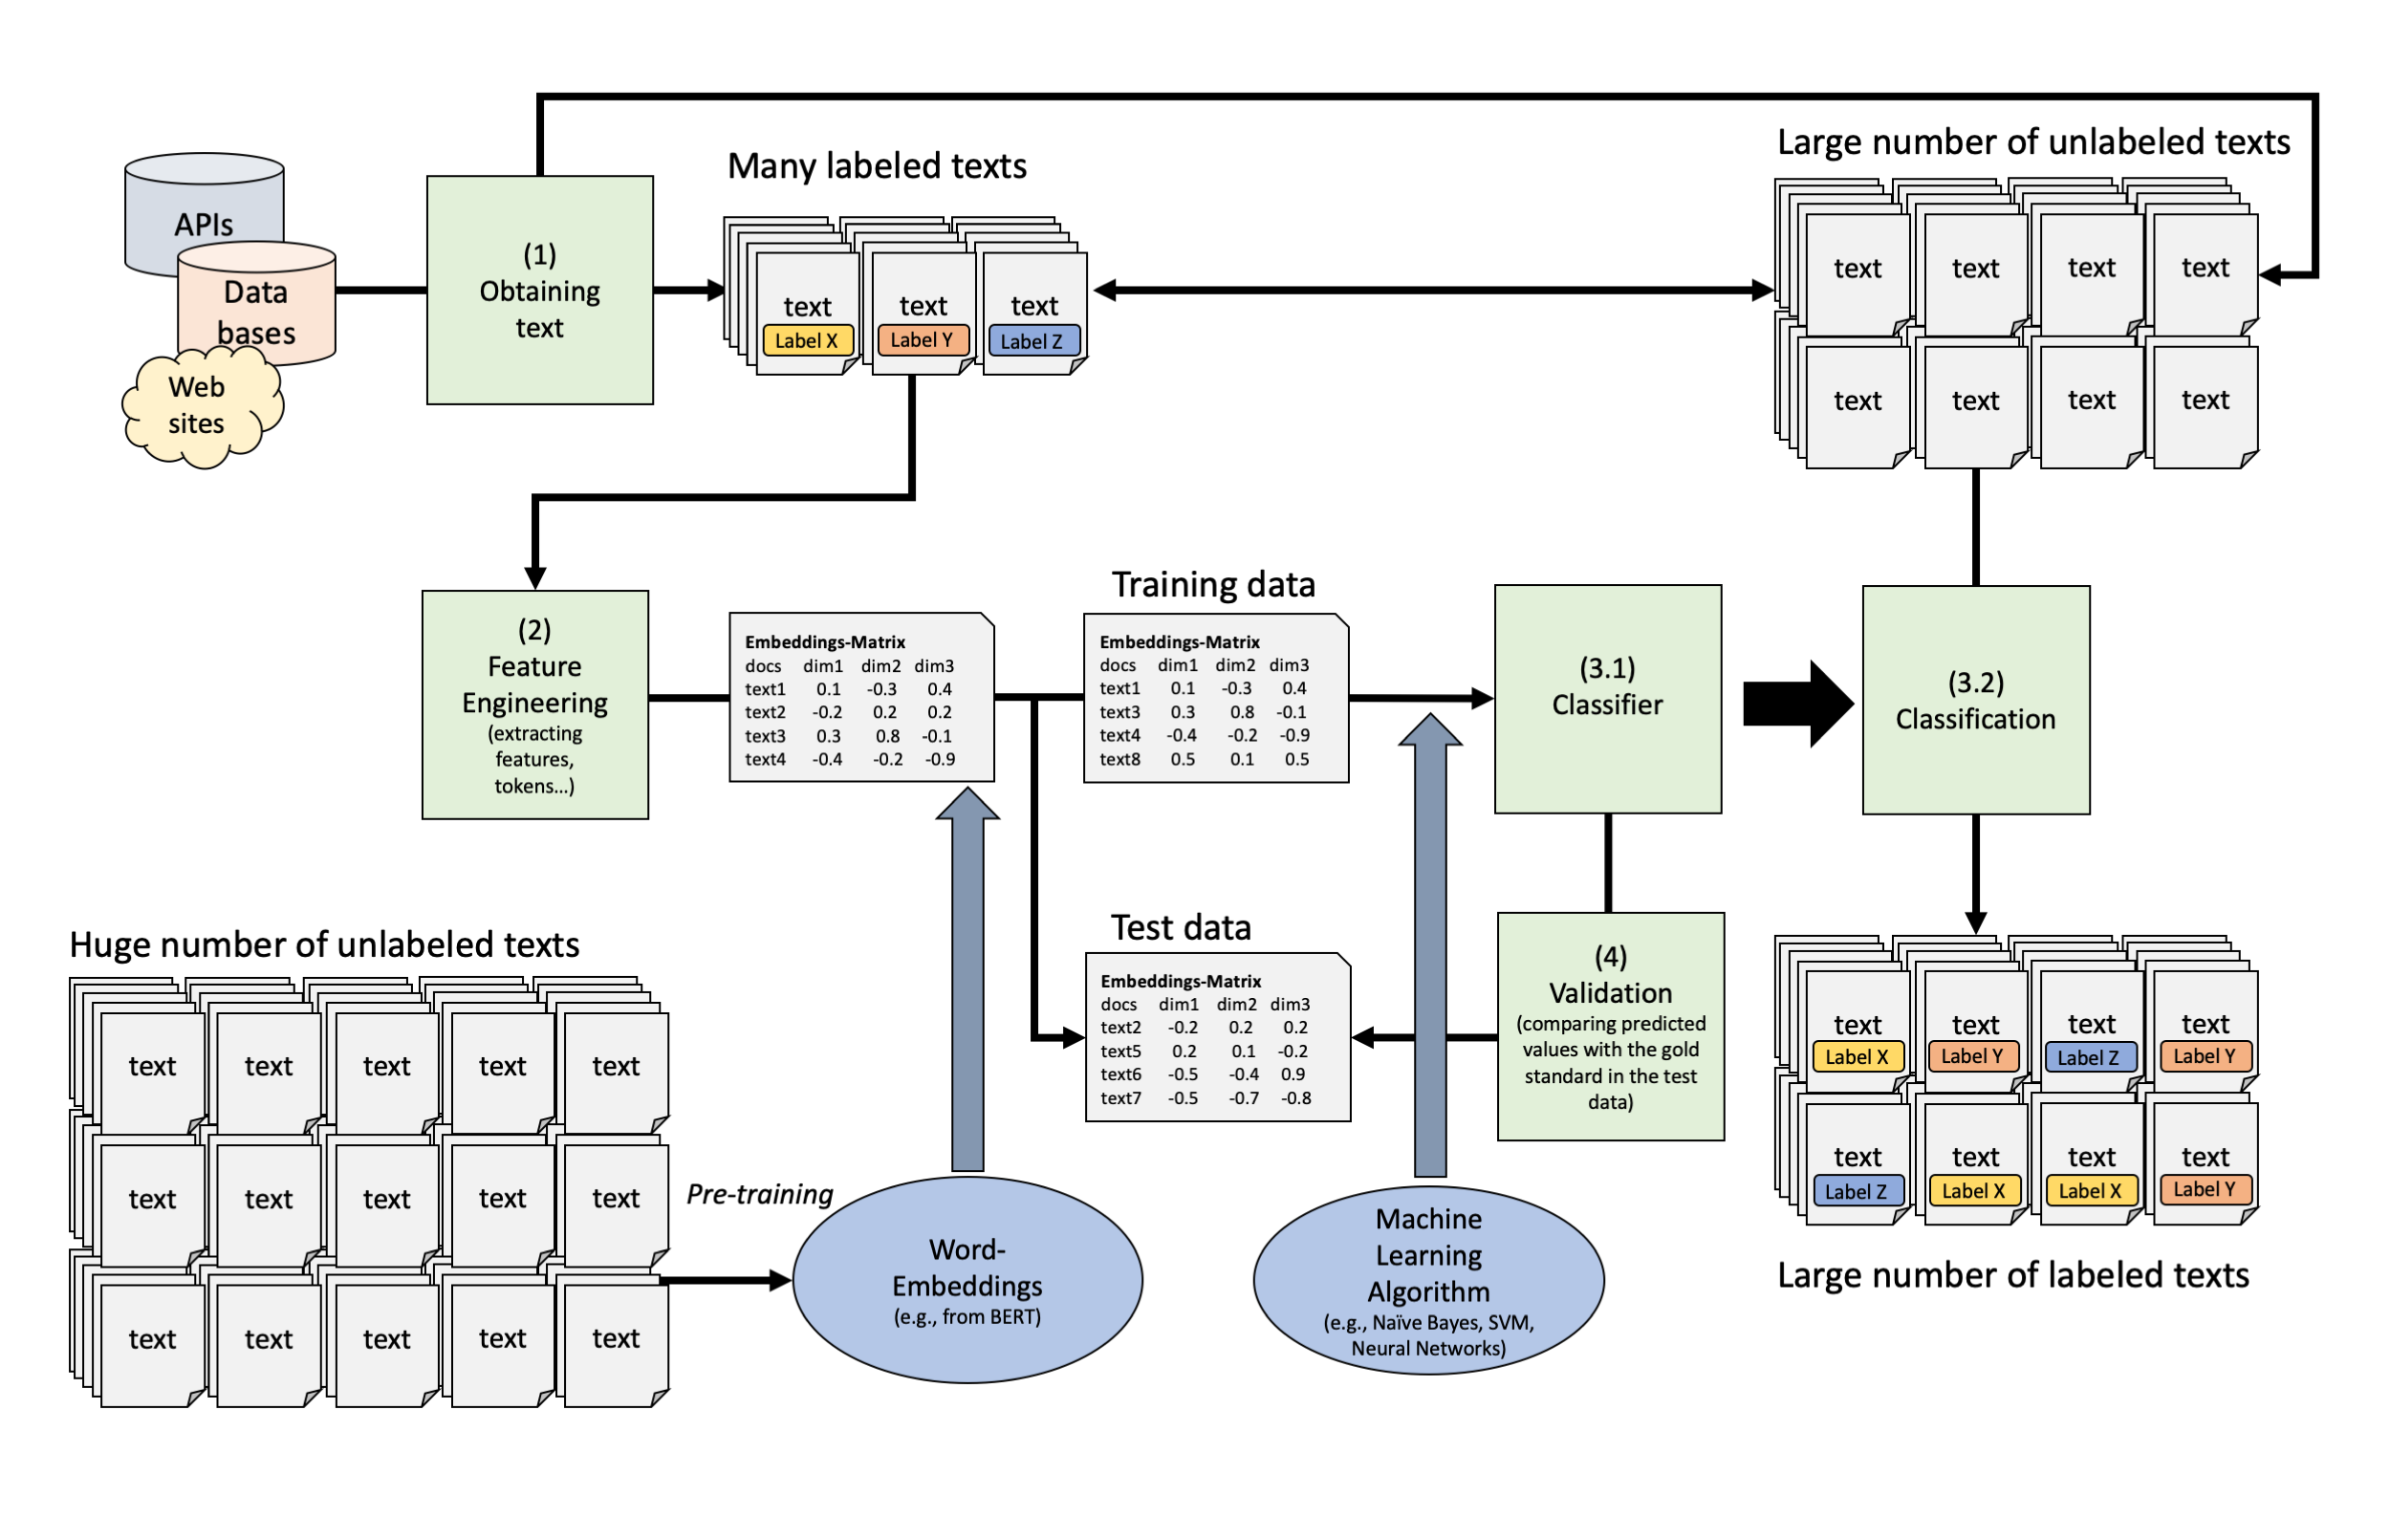 APIs
Data
bases
Web
sites
(1)
Obtaining
text
Many labeled texts
text
Label X
text
Label Y
text
Label Z
Large number of unlabeled texts
text text text text
text text text text
(2)
Feature
Engineering
(extracting
features,
tokens...)
Embeddings-Matrix
docs dim1 dim2 dim3
text1 0.1 -0.3 0.4
text2 -0.2 0.2 0.2
text3 0.3 0.8 -0.1
text4 -0.4 -0.2 -0.9
Training data
Embeddings-Matrix
docs dim1 dim2 dim3
text1 0.1 -0.3 0.4
text3 0.3 0.8 -0.1
text4 -0.4 -0.2 -0.9
text8 0.5 0.1 0.5
(3.1)
Classifier
(3.2)
Classification
Test data
Embeddings-Matrix
docs dim1 dim2 dim3
text2 -0.2 0.2 0.2
text5 0.2 0.1 -0.2
text6 -0.5 -0.4 0.9
text7 -0.5 -0.7 -0.8
(4)
Validation
(comparing predicted
values with the gold
standard in the test
data)
Huge number of unlabeled texts
text text text text text
text text text text text
text text text text text
Pre-training
Word-
Embeddings
(e.g., from BERT)
Machine
Learning
Algorithm
(e.g., Naïve Bayes, SVM,
Neural Networks)
text text text text
Label X Label Y Label Z Label Y
text text text text
Label Z Label X Label X Label Y
Large number of labeled texts